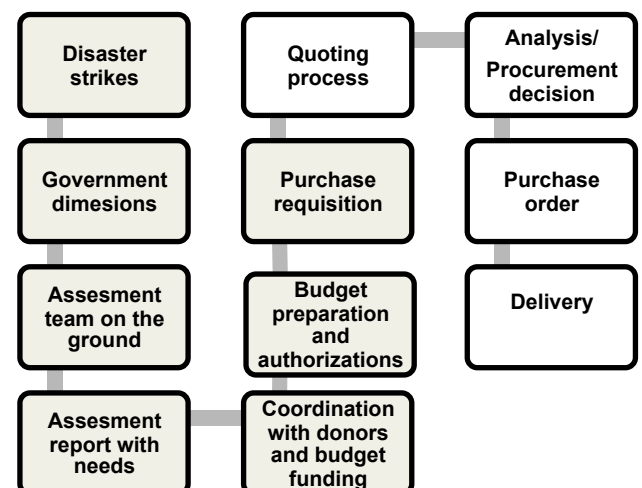 Disaster
strikes
Government
dimesions
Assesment
team on the
ground
Assesment
report with
needs
Coordination
with donors
and budget
funding
Budget
preparation
and
authorizations
Purchase
requisition
Quoting
process
Analysis/
Procurement
decision
Purchase
order
Delivery